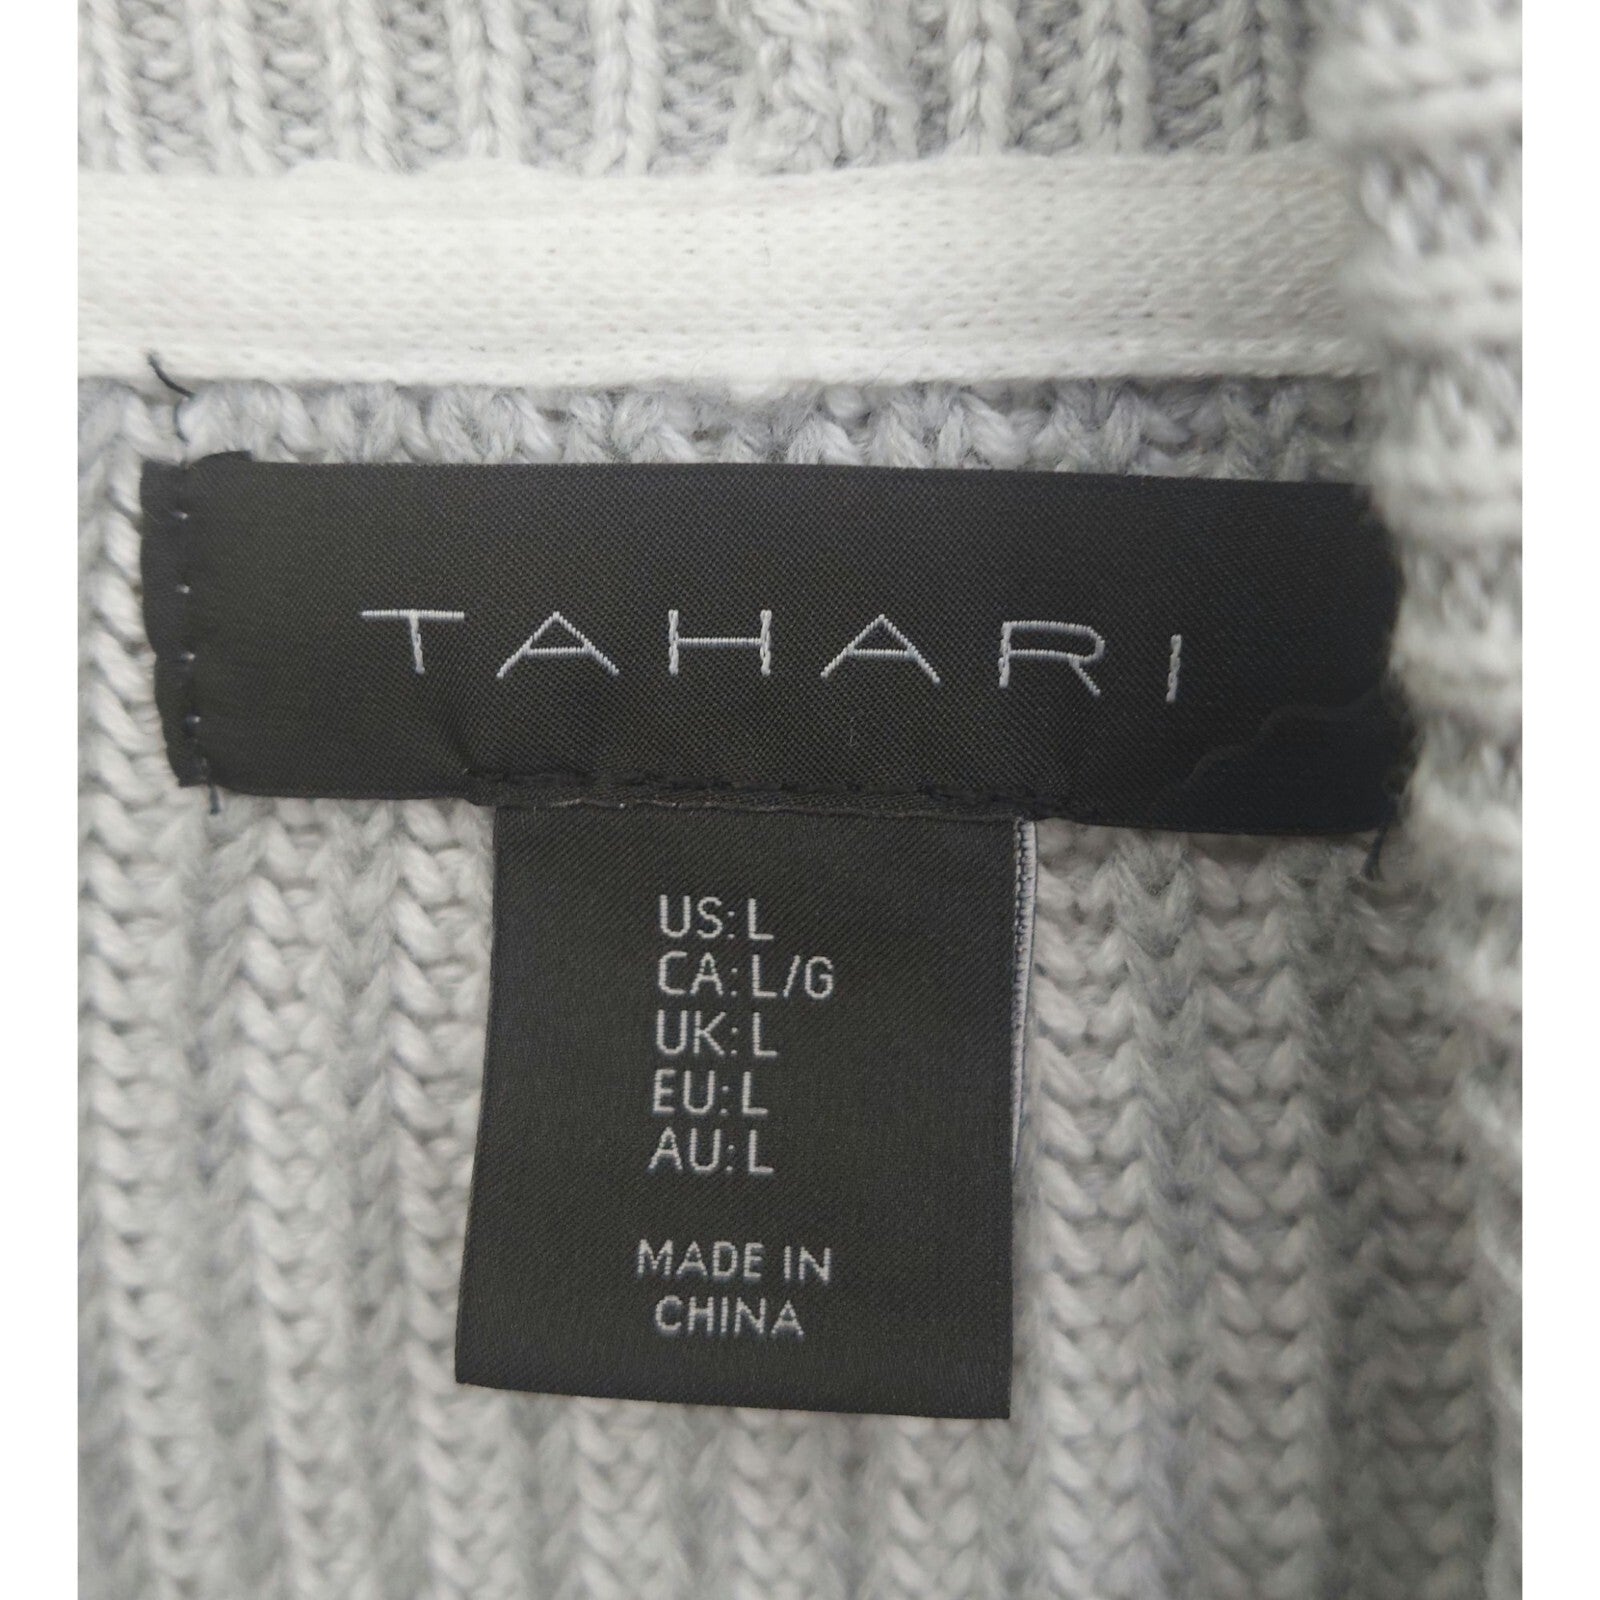 TAHARI
US: L
CA: L/G
UK: L
EU: L
AU: L
MADE IN
CHINA